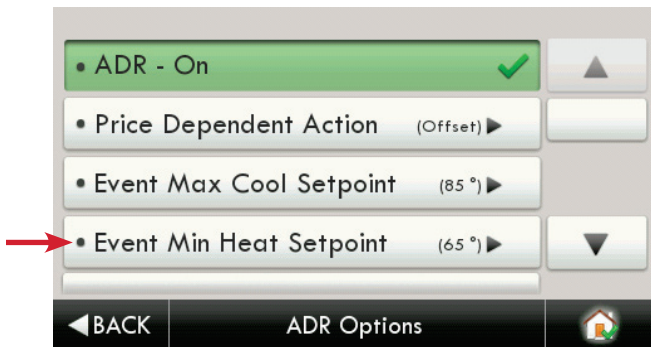 • ADR - On
• Price Dependent Action (Offset) ▶
• Event Max Cool Setpoint (85 °) ▶
• Event Min Heat Setpoint (65 °) ▶
◀ BACK ADR Options